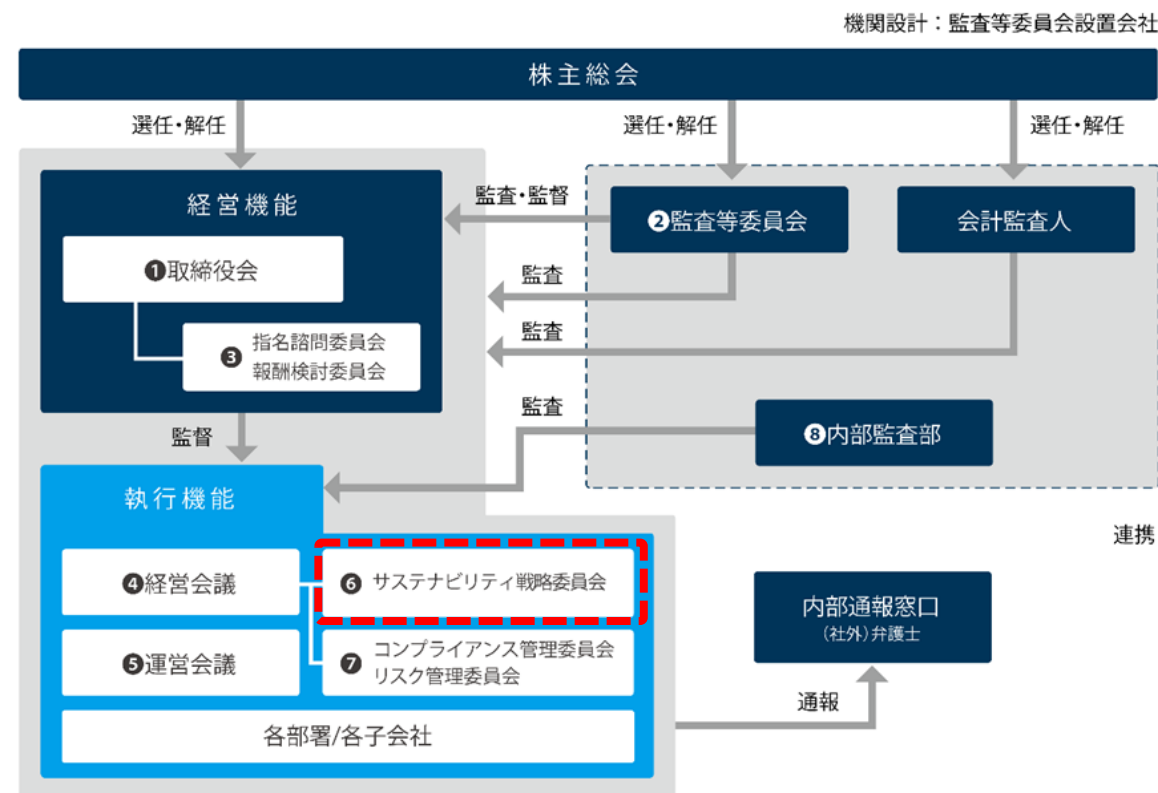 機関設計：監査等委員会設置会社
株主総会
選任・解任
選任・解任
選任・解任
経営機能
❶取締役会
❸ 指名諮問委員会
報酬検討委員会
監査・監督
❷監査等委員会
会計監査人
監査
監査
監査
❽内部監査部
監督
執行機能
❹経営会議
❻ サステナビリティ戦略委員会
❺運営会議
❼ コンプライアンス管理委員会
リスク管理委員会
各部署/各子会社
連携
内部通報窓口
（社外）弁護士
通報